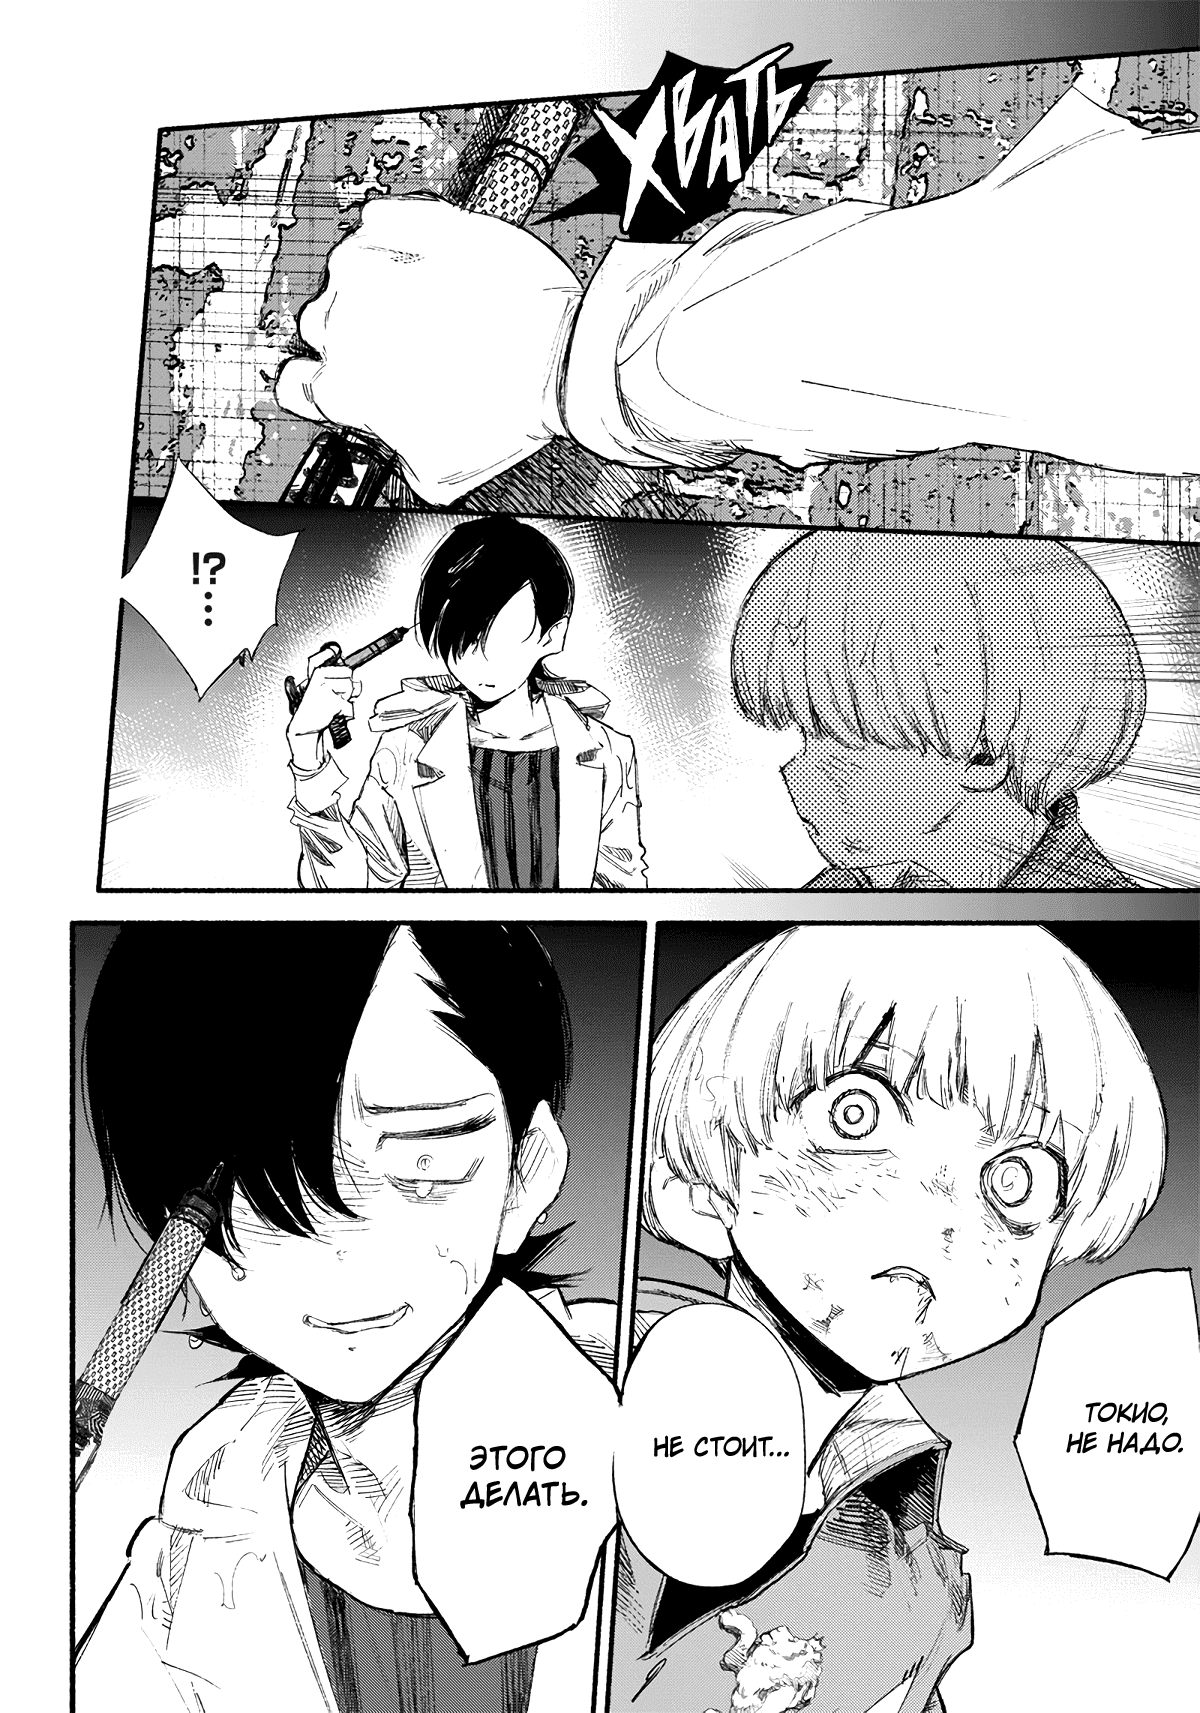 ХВАТЬ
!?
...
ТОКИО,
НЕ НАДО.
НЕ СТОИТ...
ЭТОГО
ДЕЛАТЬ.